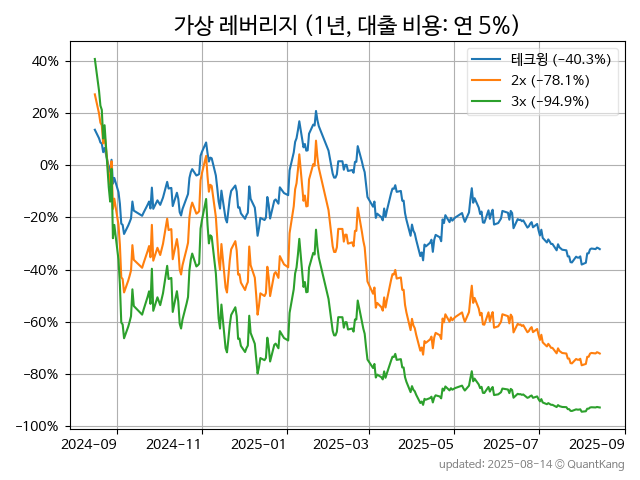 가상 레버리지 (1년, 대출 비용: 연 5%)
테크윙 (-40.3%)
2x (-78.1%)
3x (-94.9%)
40%
20%
0%
-20%
-40%
-60%
-80%
-100%
2024-09 2024-11 2025-01 2025-03 2025-05 2025-07 2025-09
updated: 2025-08-14 © QuantKang